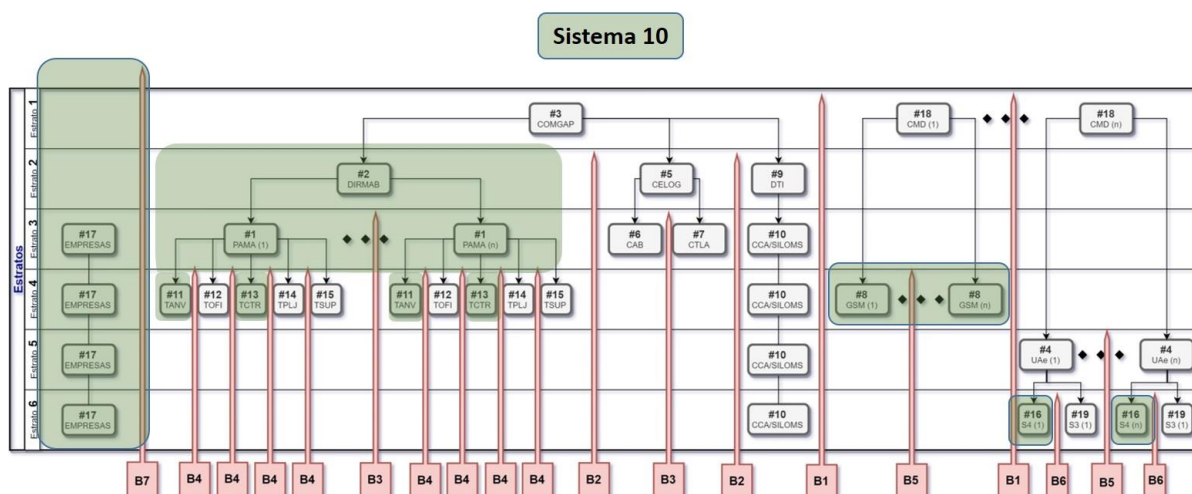 Sistema 10
Estratos
Estrato 1
#3
COMGAP
#18
CMD (1)
#18
CMD (n)
Estrato 2
#2
DIRMAB
#5
CELOG
#9
DTI
Estrato 3
#17
EMPRESAS
#1
PAMA (1)
#1
PAMA (n)
#6
CAB
#7
CTLA
#10
CCA/SILOMS
Estrato 4
#17
EMPRESAS
#11
TANV
#12
TOFI
#13
TCTR
#14
TPLJ
#15
TSUP
#11
TANV
#12
TOFI
#13
TCTR
#14
TPLJ
#15
TSUP
#10
CCA/SILOMS
#8
GSM (1)
#8
GSM (n)
Estrato 5
#17
EMPRESAS
#10
CCA/SILOMS
#4
UAe (1)
#4
UAe (n)
Estrato 6
#17
EMPRESAS
#10
CCA/SILOMS
#16
S4 (1)
#19
S3 (1)
#16
S4 (n)
#19
S3 (1)
B7
B4
B4
B4
B4
B3
B4
B4
B4
B4
B2
B3
B2
B1
B5
B1
B6
B5
B6